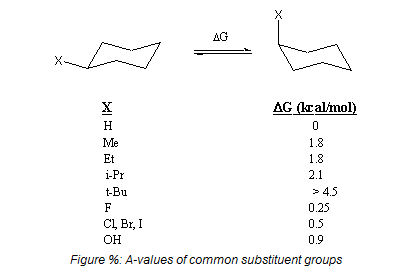 X
ΔG
X
X ΔG (kcal/mol)
H 0
Me 1.8
Et 1.8
i-Pr 2.1
t-Bu > 4.5
F 0.25
Cl, Br, I 0.5
OH 0.9
Figure %: A-values of common substituent groups